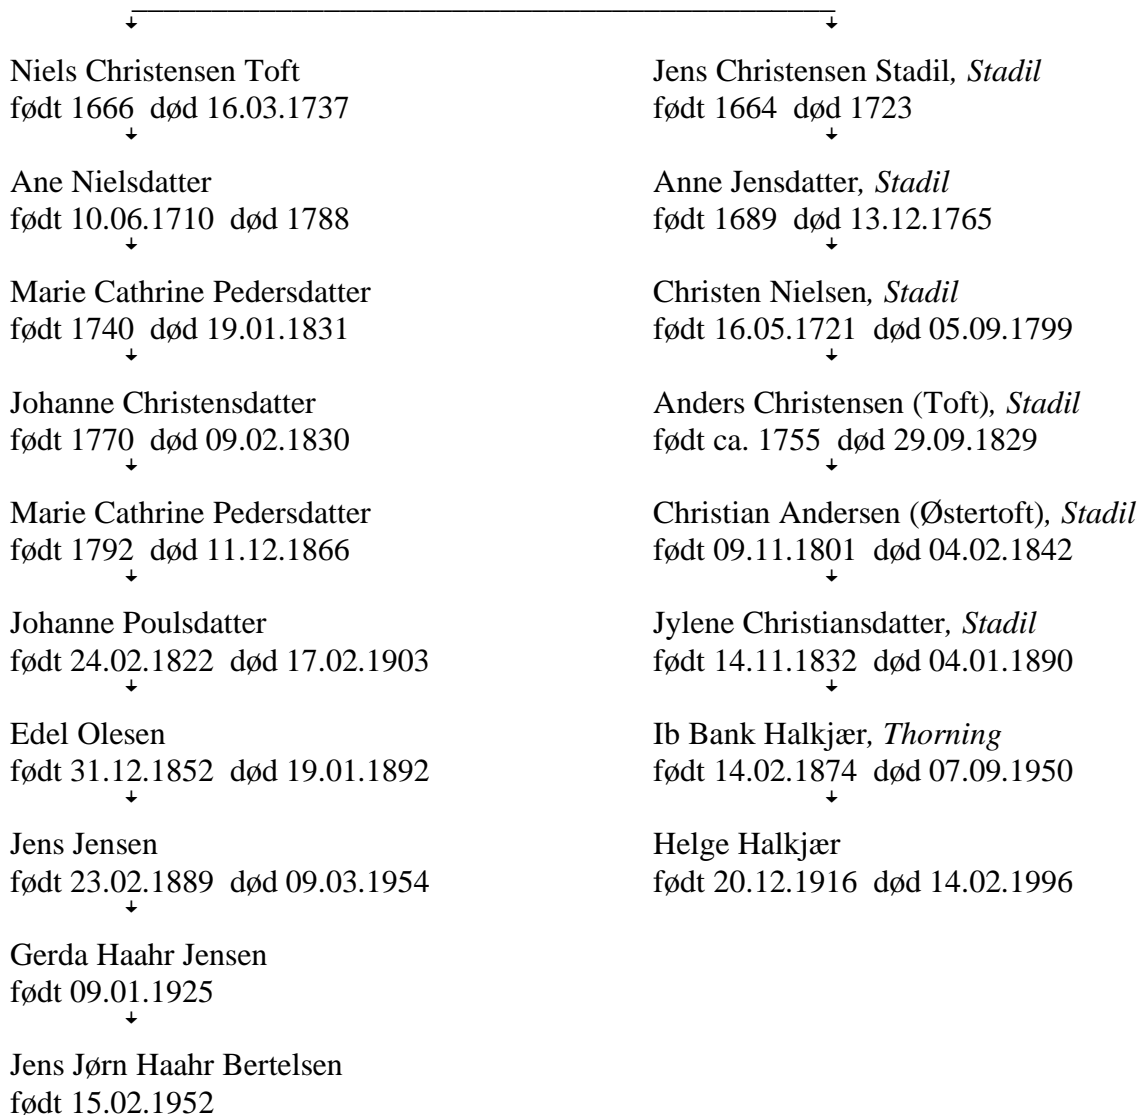 Niels Christensen Toft
født 1666 død 16.03.1737
Ane Nielsdatter
født 10.06.1710 død 1788
Marie Cathrine Pedersdatter
født 1740 død 19.01.1831
Johanne Christensdatter
født 1770 død 09.02.1830
Marie Cathrine Pedersdatter
født 1792 død 11.12.1866
Johanne Poulsdatter
født 24.02.1822 død 17.02.1903
Edel Olesen
født 31.12.1852 død 19.01.1892
Jens Jensen
født 23.02.1889 død 09.03.1954
Gerda Haahr Jensen
født 09.01.1925
Jens Jørn Haahr Bertelsen
født 15.02.1952
Jens Christensen Stadil, Stadil
født 1664 død 1723
Anne Jensdatter, Stadil
født 1689 død 13.12.1765
Christen Nielsen, Stadil
født 16.05.1721 død 05.09.1799
Anders Christensen (Toft), Stadil
født ca. 1755 død 29.09.1829
Christian Andersen (Østertoft), Stadil
født 09.11.1801 død 04.02.1842
Jylene Christiansdatter, Stadil
født 14.11.1832 død 04.01.1890
Ib Bank Halkjær, Thorning
født 14.02.1874 død 07.09.1950
Helge Halkjær
født 20.12.1916 død 14.02.1996